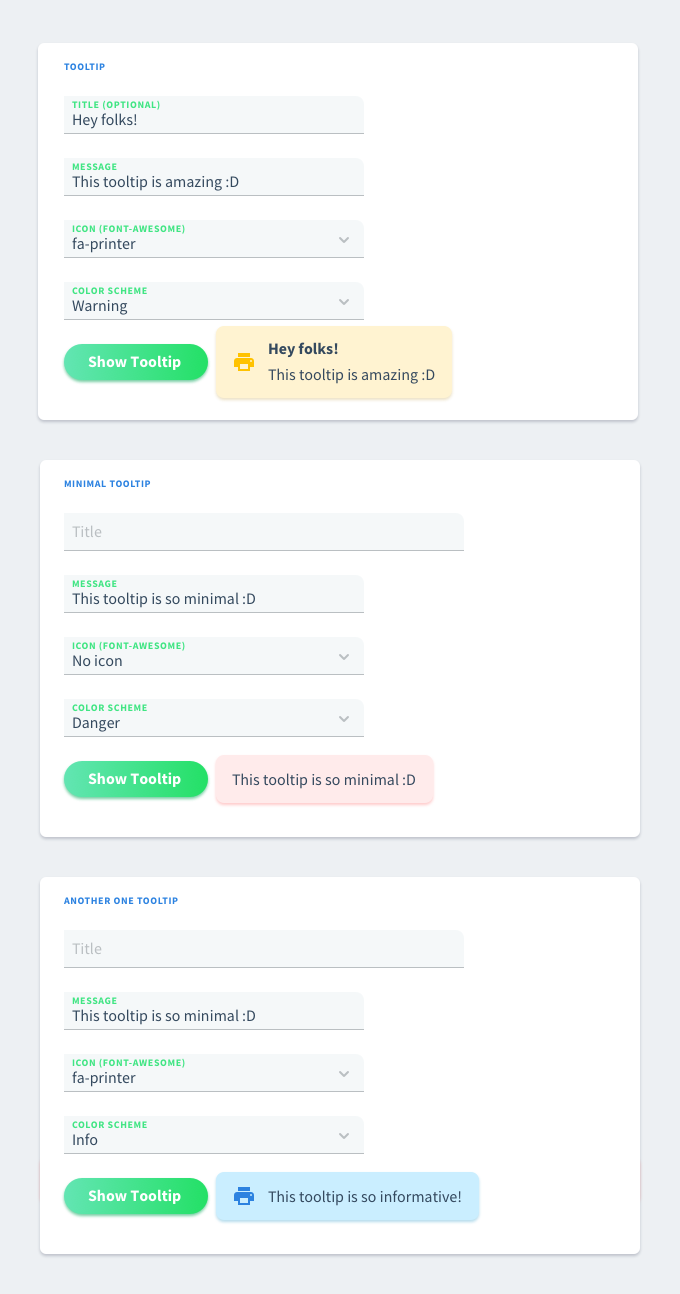 TOOLTIP
TITLE (OPTIONAL)
Hey folks!
MESSAGE
This tooltip is amazing :D
ICON (FONT-AWESOME)
fa-printer
COLOR SCHEME
Warning
Show Tooltip
Hey folks!
This tooltip is amazing :D
MINIMAL TOOLTIP
Title
MESSAGE
This tooltip is so minimal :D
ICON (FONT-AWESOME)
No icon
COLOR SCHEME
Danger
Show Tooltip
This tooltip is so minimal :D
ANOTHER ONE TOOLTIP
Title
MESSAGE
This tooltip is so minimal :D
ICON (FONT-AWESOME)
fa-printer
COLOR SCHEME
Info
Show Tooltip
This tooltip is so informative!